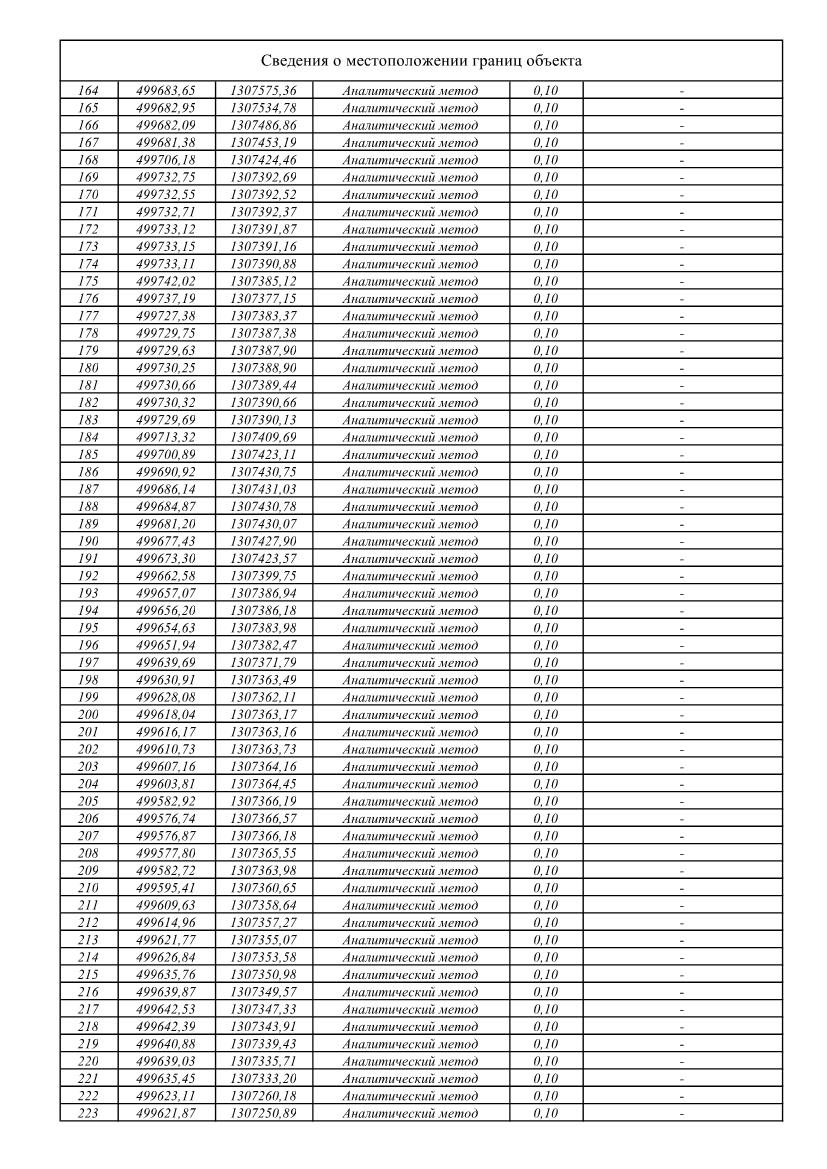 Сведения о местоположении границ объекта
164 499683,65 1307575,36 Аналитический метод 0,10 -
165 499682,95 1307534,78 Аналитический метод 0,10 -
166 499682,09 1307486,86 Аналитический метод 0,10 -
167 499681,38 1307453,19 Аналитический метод 0,10 -
168 499706,18 1307424,46 Аналитический метод 0,10 -
169 499732,75 1307392,69 Аналитический метод 0,10 -
170 499732,55 1307392,52 Аналитический метод 0,10 -
171 499732,71 1307392,37 Аналитический метод 0,10 -
172 499733,12 1307391,87 Аналитический метод 0,10 -
173 499733,15 1307391,16 Аналитический метод 0,10 -
174 499733,11 1307390,88 Аналитический метод 0,10 -
175 499742,02 1307385,12 Аналитический метод 0,10 -
176 499737,19 1307377,15 Аналитический метод 0,10 -
177 499727,38 1307383,37 Аналитический метод 0,10 -
178 499729,75 1307387,38 Аналитический метод 0,10 -
179 499729,63 1307387,90 Аналитический метод 0,10 -
180 499730,25 1307388,90 Аналитический метод 0,10 -
181 499730,66 1307389,44 Аналитический метод 0,10 -
182 499730,32 1307390,66 Аналитический метод 0,10 -
183 499729,69 1307390,13 Аналитический метод 0,10 -
184 499713,32 1307409,69 Аналитический метод 0,10 -
185 499700,89 1307423,11 Аналитический метод 0,10 -
186 499690,92 1307430,75 Аналитический метод 0,10 -
187 499686,14 1307431,03 Аналитический метод 0,10 -
188 499684,87 1307430,78 Аналитический метод 0,10 -
189 499681,20 1307430,07 Аналитический метод 0,10 -
190 499677,43 1307427,90 Аналитический метод 0,10 -
191 499673,30 1307423,57 Аналитический метод 0,10 -
192 499662,58 1307399,75 Аналитический метод 0,10 -
193 499657,07 1307386,94 Аналитический метод 0,10 -
194 499656,20 1307386,18 Аналитический метод 0,10 -
195 499654,63 1307383,98 Аналитический метод 0,10 -
196 499651,94 1307382,47 Аналитический метод 0,10 -
197 499639,69 1307371,79 Аналитический метод 0,10 -
198 499630,91 1307363,49 Аналитический метод 0,10 -
199 499628,08 1307362,11 Аналитический метод 0,10 -
200 499618,04 1307363,17 Аналитический метод 0,10 -
201 499616,17 1307363,16 Аналитический метод 0,10 -
202 499610,73 1307363,73 Аналитический метод 0,10 -
203 499607,16 1307364,16 Аналитический метод 0,10 -
204 499603,81 1307364,45 Аналитический метод 0,10 -
205 499582,92 1307366,19 Аналитический метод 0,10 -
206 499576,74 1307366,57 Аналитический метод 0,10 -
207 499576,87 1307366,18 Аналитический метод 0,10 -
208 499577,80 1307365,55 Аналитический метод 0,10 -
209 499582,72 1307363,98 Аналитический метод 0,10 -
210 499595,41 1307360,65 Аналитический метод 0,10 -
211 499609,63 1307358,64 Аналитический метод 0,10 -
212 499614,96 1307357,27 Аналитический метод 0,10 -
213 499621,77 1307355,07 Аналитический метод 0,10 -
214 499626,84 1307353,58 Аналитический метод 0,10 -
215 499635,76 1307350,98 Аналитический метод 0,10 -
216 499639,87 1307349,57 Аналитический метод 0,10 -
217 499642,53 1307347,33 Аналитический метод 0,10 -
218 499642,39 1307343,91 Аналитический метод 0,10 -
219 499640,88 1307339,43 Аналитический метод 0,10 -
220 499639,03 1307335,71 Аналитический метод 0,10 -
221 499635,45 1307333,20 Аналитический метод 0,10 -
222 499623,11 1307260,18 Аналитический метод 0,10 -
223 499621,87 1307250,89 Аналитический метод 0,10 -